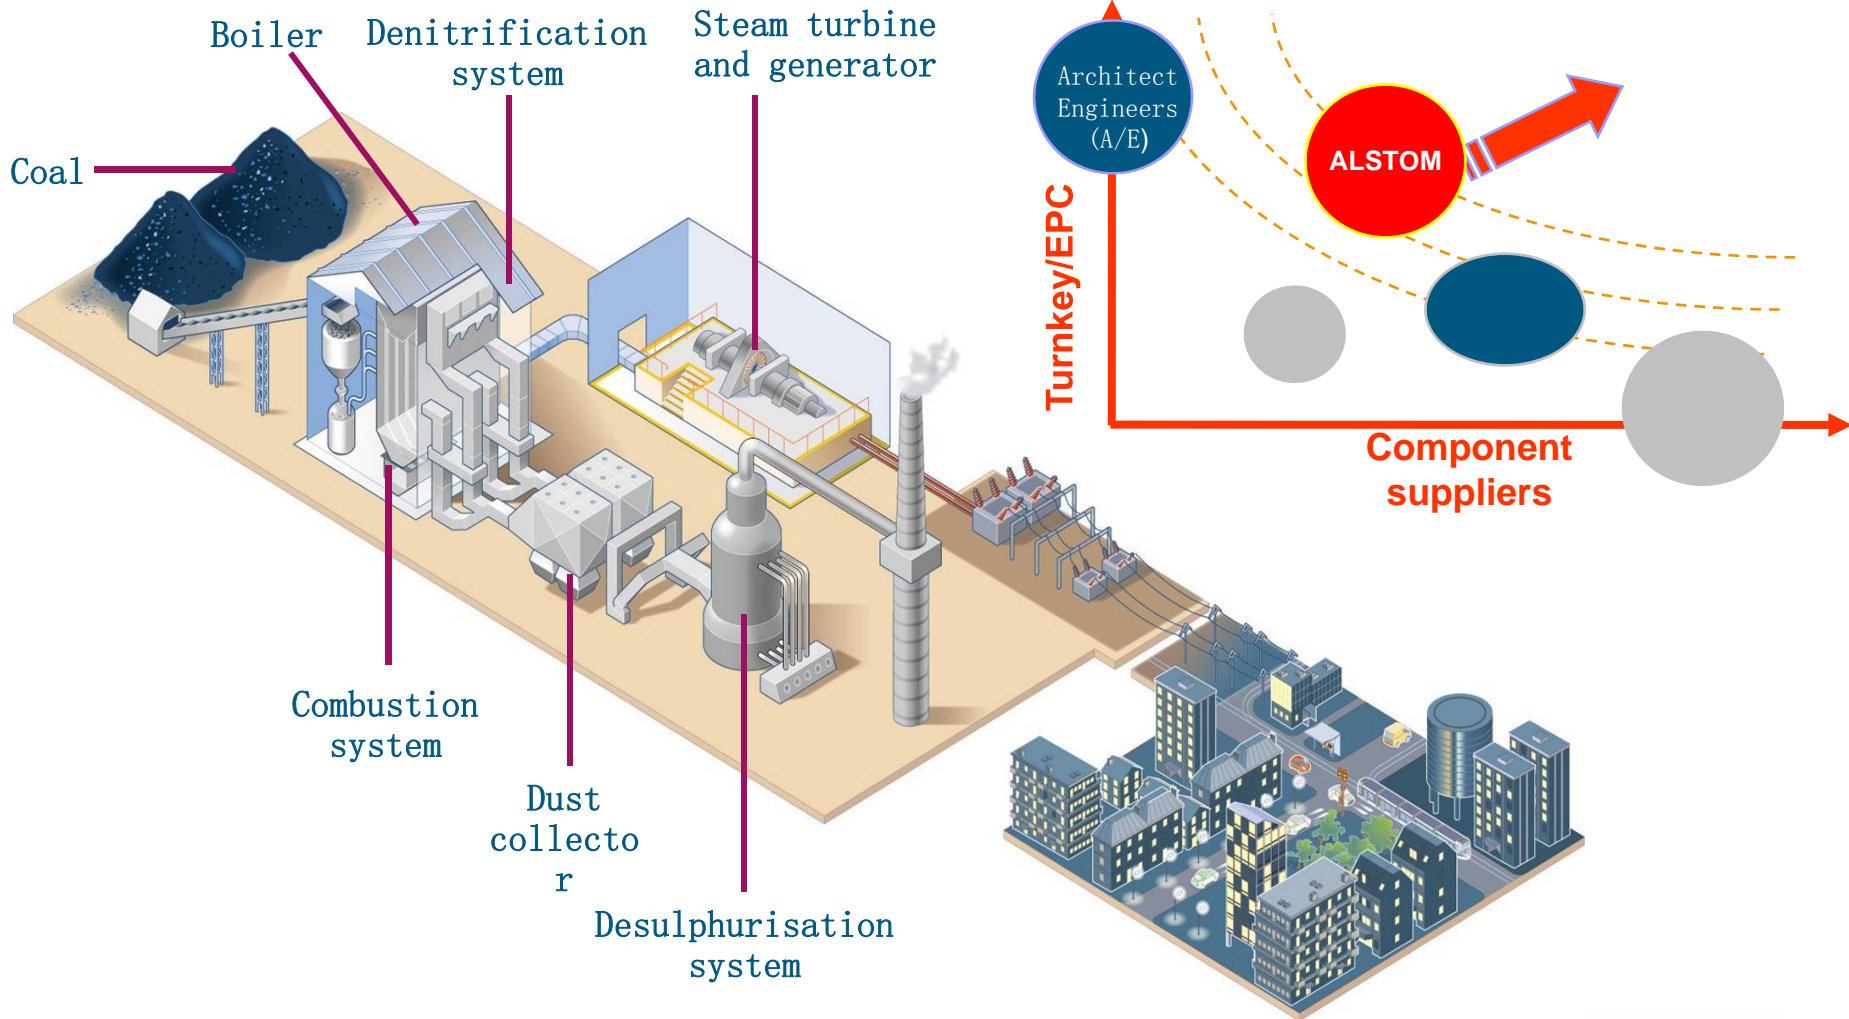 Boiler
Denitrification
system
Steam turbine
and generator
Coal
Combustion
system
Dust
collecto
r
Desulphurisation
system
Architect
Engineers
(A/E)
ALSTOM
Turnkey/EPC
Component
suppliers